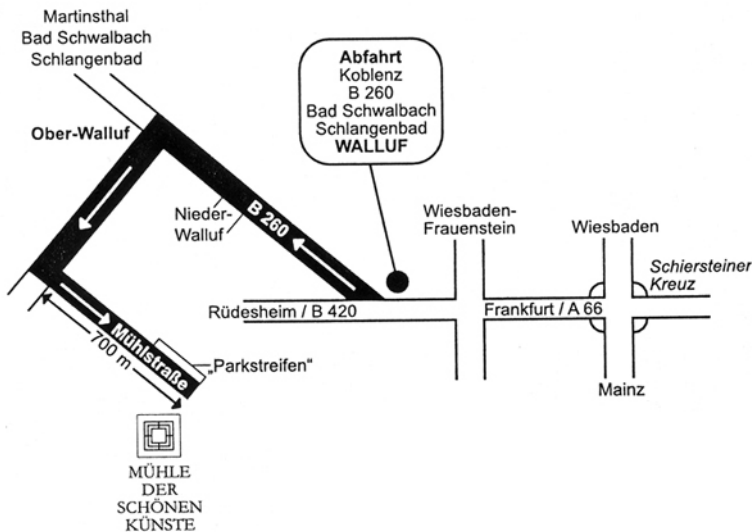 Martinsthal
Bad Schwalbach
Schlangenbad
Abfahrt
Koblenz
B 260
Bad Schwalbach
Schlangenbad
WALLUF
Ober-Walluf
Nieder-
Walluf
B 260
Wiesbaden-
Frauenstein
Wiesbaden
Schiersteiner
Kreuz
Rüdesheim / B 420
Frankfurt / A 66
Mühlstraße
700 m
„Parkstreifen“
Mainz
MÜHLE
DER
SCHÖNEN
KÜNSTE